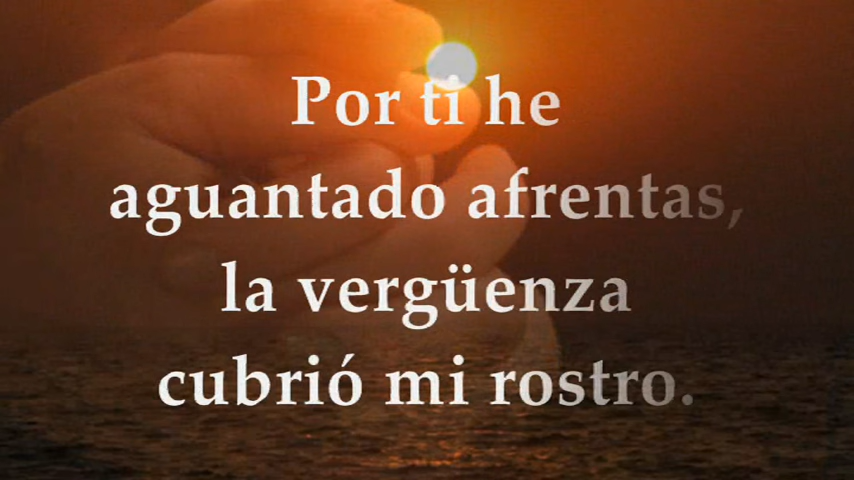 Por ti he
aguantado afrentas,
la vergüenza
cubrió mi rostro.